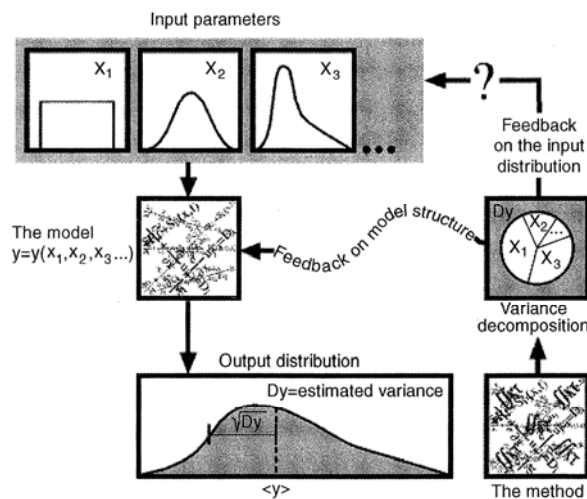 Input parameters
X1
X2
X3
?
Feedback
on the input
distribution
The model
y=y(x1,x2,x3...)
Feedback on model structure
Dy
X1
X2
...
X3
Variance
decomposition
Output distribution
Dy=estimated variance
√Dy
<y>
The method